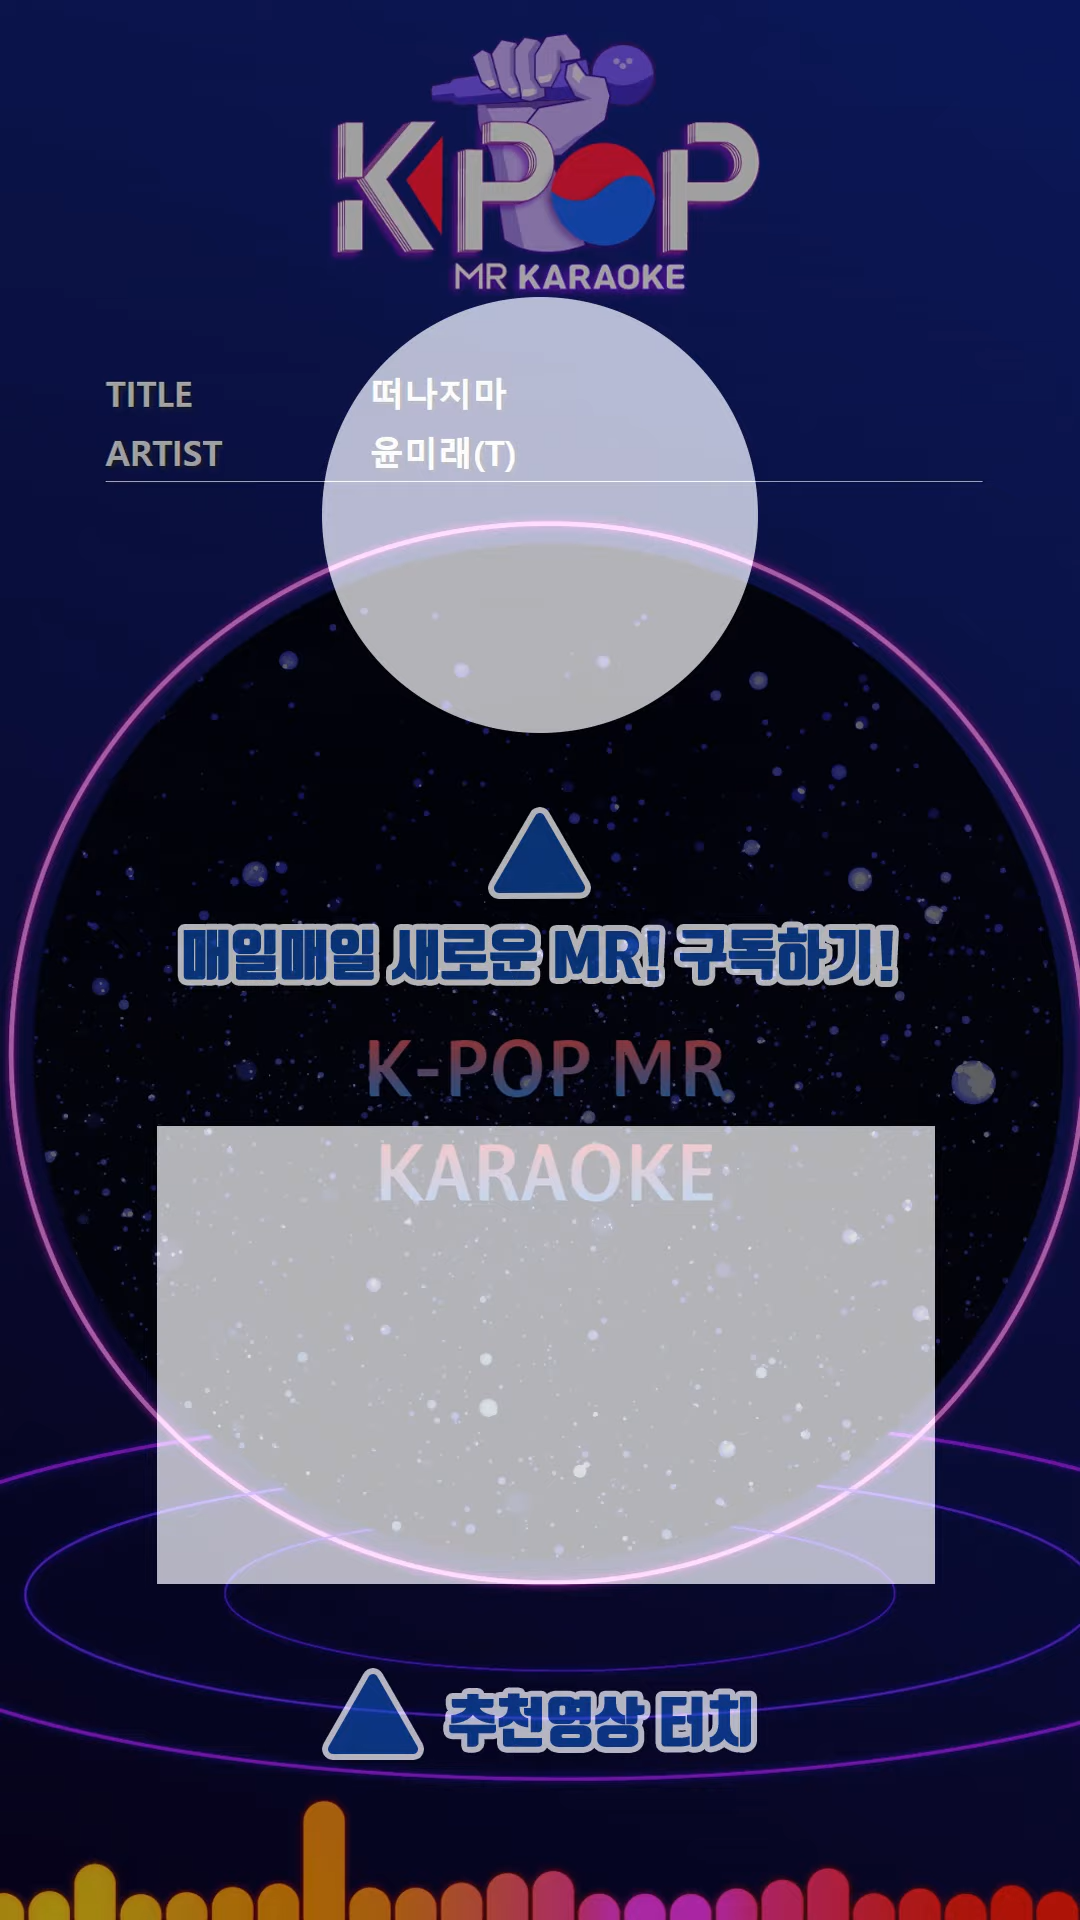 KPOP
MR KARAOKE
TITLE 떠나지마
ARTIST 윤미래(T)
매일매일 새로운 MR! 구독하기!
K-POP MR
KARAOKE
추천영상 터치